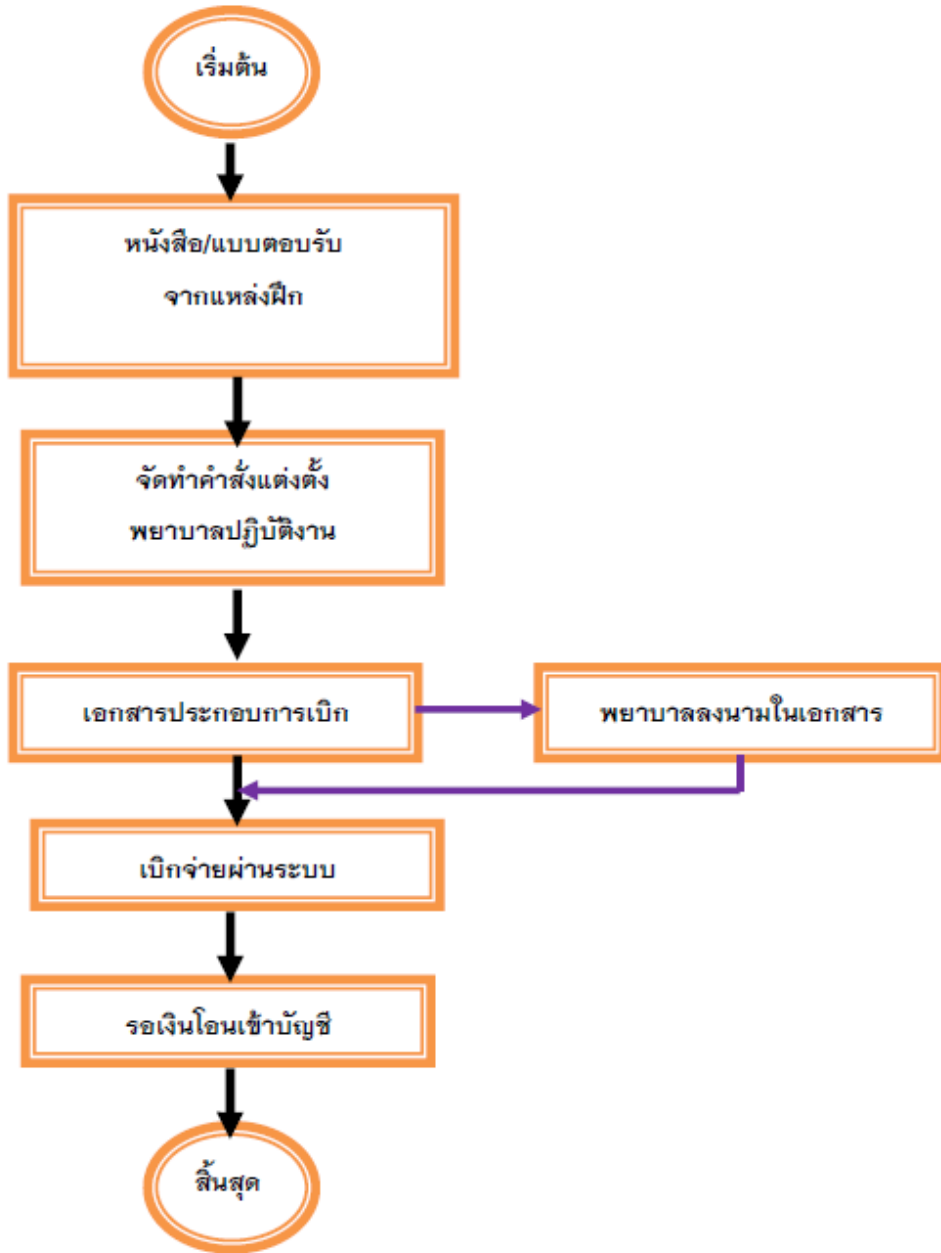 เริ่มต้น
หนังสือ/แบบตอบรับ
จากแหล่งฝึก
จัดทำคำสั่งแต่งตั้ง
พยาบาลปฏิบัติงาน
เอกสารประกอบการเบิก
พยาบาลลงนามในเอกสาร
เบิกจ่ายผ่านระบบ
รอเงินโอนเข้าบัญชี
สิ้นสุด